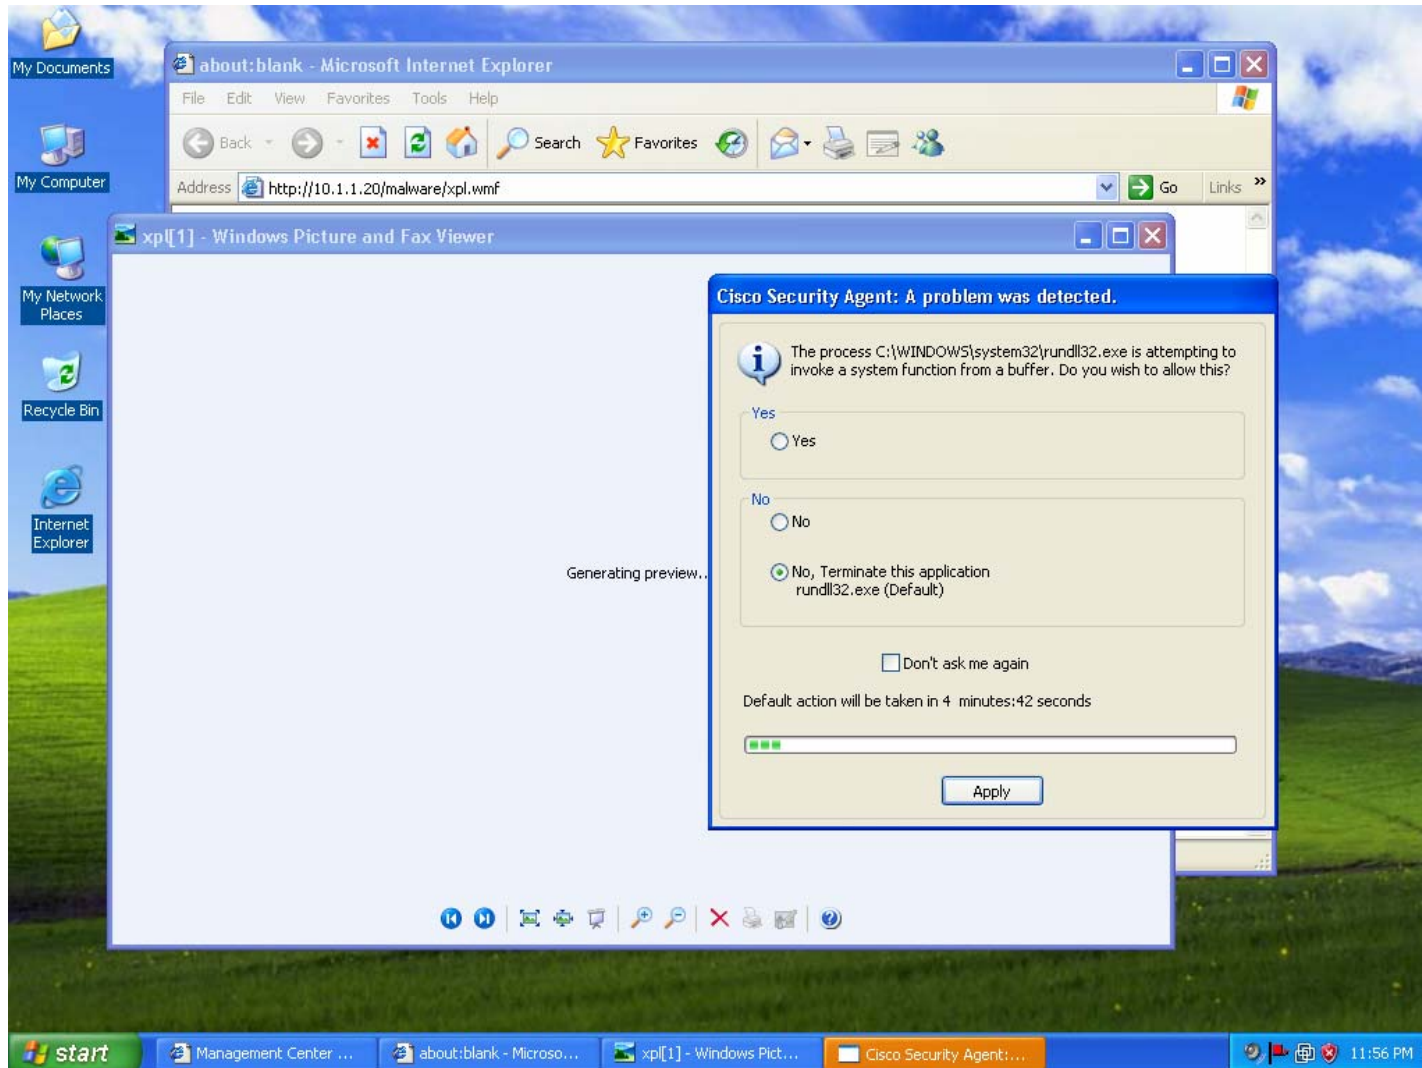 My Documents
My Computer
My Network
Places
Recycle Bin
Internet
Explorer
about:blank - Microsoft Internet Explorer
File Edit View Favorites Tools Help
Back Search Favorites
Address http://10.1.1.20/malware/xpl.wmf Go Links »
xpl[1] - Windows Picture and Fax Viewer
Generating preview..
Cisco Security Agent: A problem was detected.
The process C:\WINDOWS\system32\rundll32.exe is attempting to
invoke a system function from a buffer. Do you wish to allow this?
Yes
Yes
No
No
No, Terminate this application
rundll32.exe (Default)
Don't ask me again
Default action will be taken in 4 minutes:42 seconds
Apply
start Management Center ... about:blank - Microso... xpl[1] - Windows Pict... Cisco Security Agent:... 11:56 PM